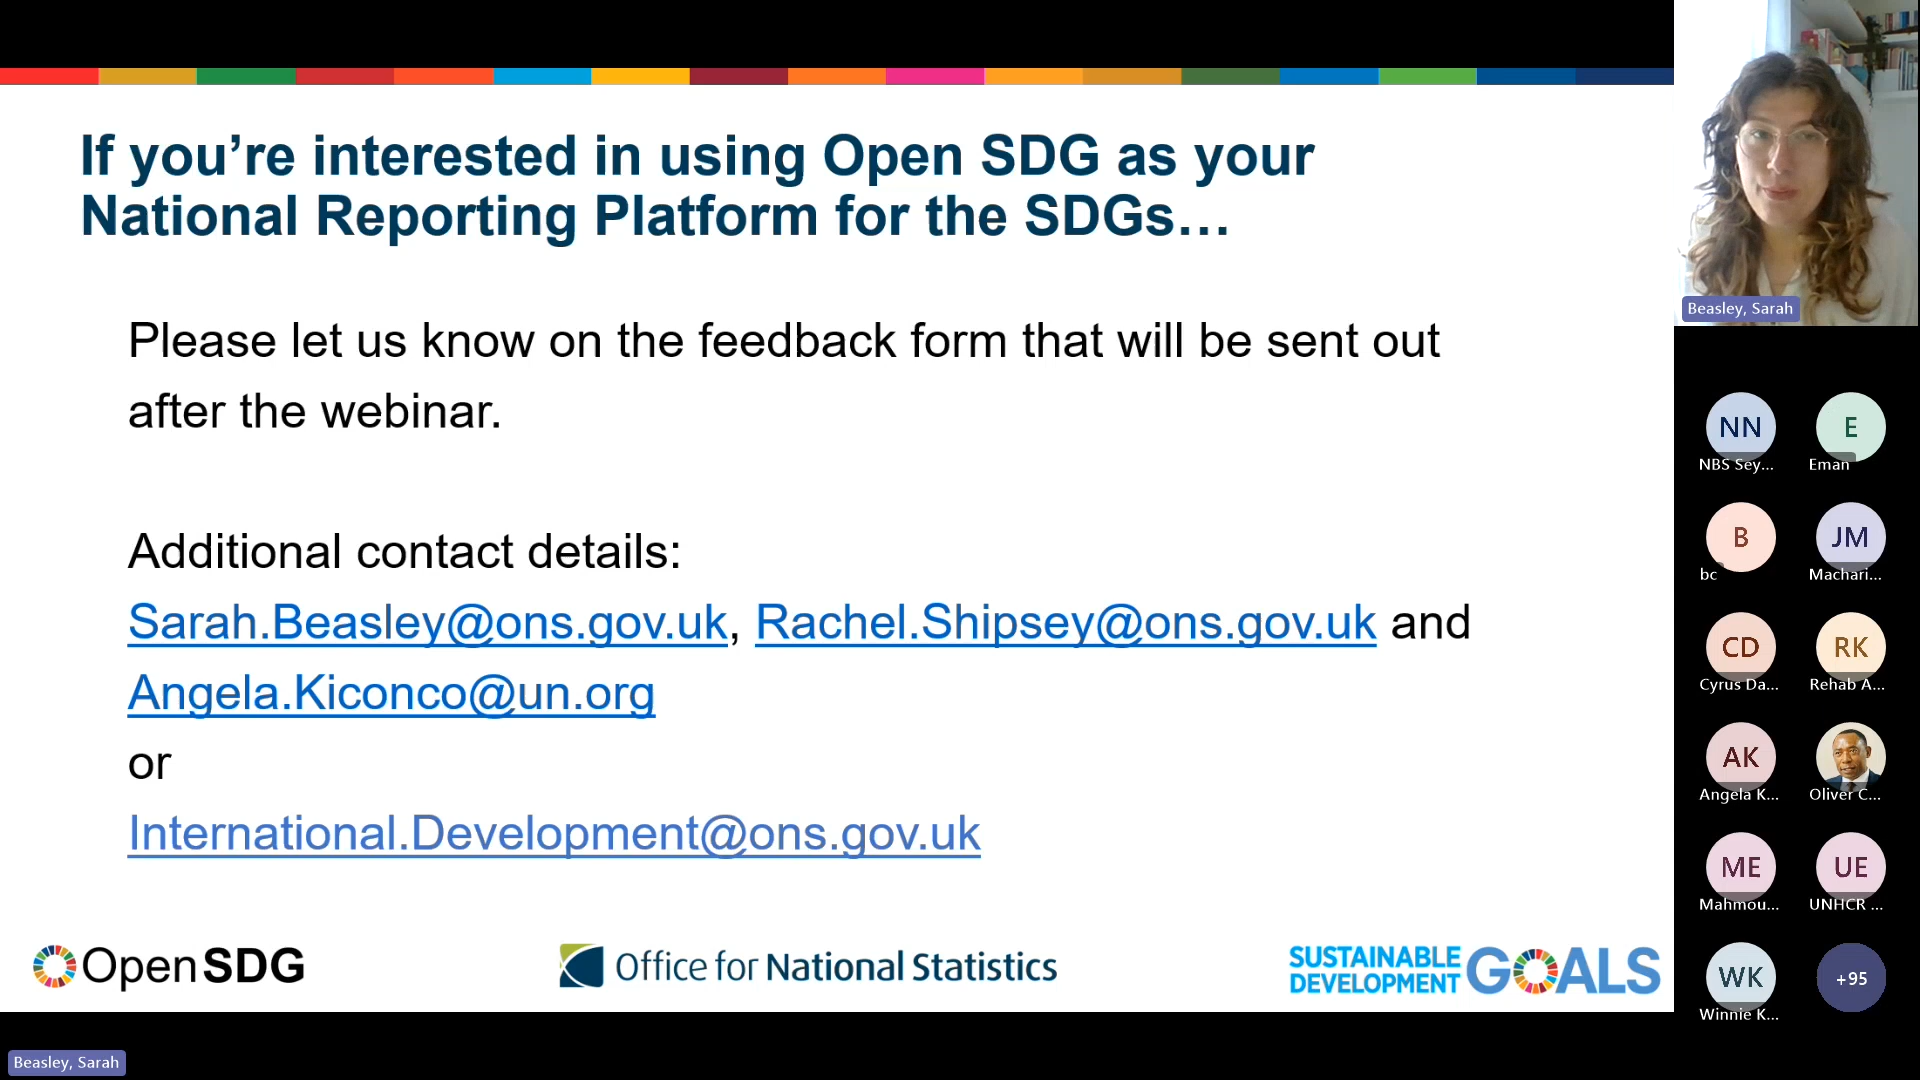 If you’re interested in using Open SDG as your
National Reporting Platform for the SDGs…
Please let us know on the feedback form that will be sent out
after the webinar.
Additional contact details:
Sarah.Beasley@ons.gov.uk, Rachel.Shipsey@ons.gov.uk and
Angela.Kiconco@un.org
or
International.Development@ons.gov.uk
Open SDG
Office for National Statistics
SUSTAINABLE
DEVELOPMENT
GOALS
Beasley, Sarah
Beasley, Sarah
NN
NBS Sey...
E
Eman
B
bc
JM
Machari...
CD
Cyrus Da...
RK
Rehab A...
AK
Angela K...
Oliver C...
ME
Mahmou...
UE
UNHCR ...
WK
Winnie K...
+95